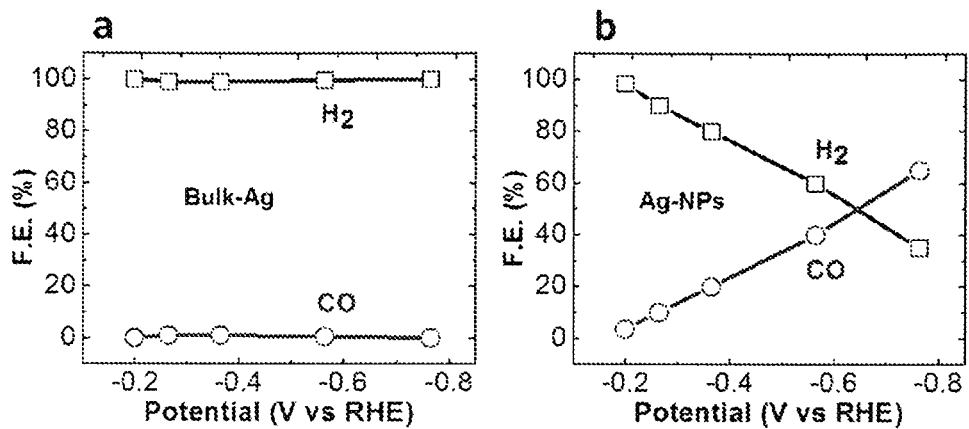 a
F.E. (%)
100
80
60
40
20
0
H2
Bulk-Ag
CO
-0.2 -0.4 -0.6 -0.8
Potential (V vs RHE)
b
F.E. (%)
100
80
60
40
20
0
H2
Ag-NPs
CO
-0.2 -0.4 -0.6 -0.8
Potential (V vs RHE)